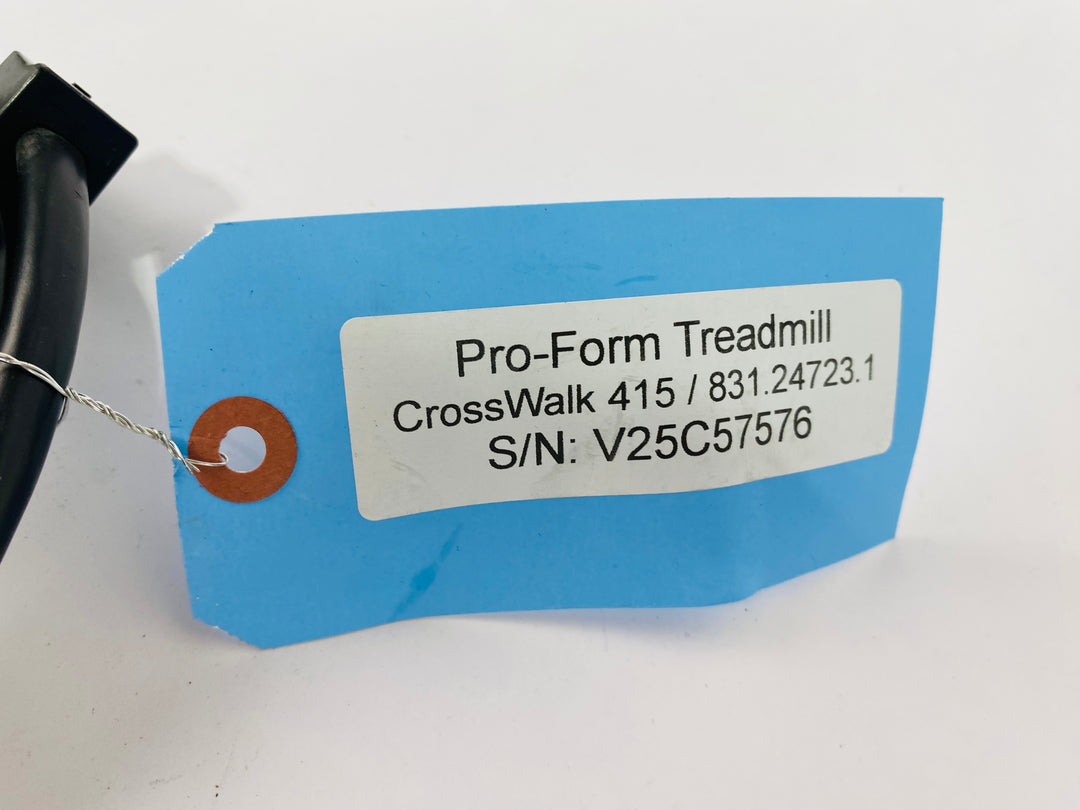 Pro-Form Treadmill
CrossWalk 415 / 831.24723.1
S/N: V25C57576